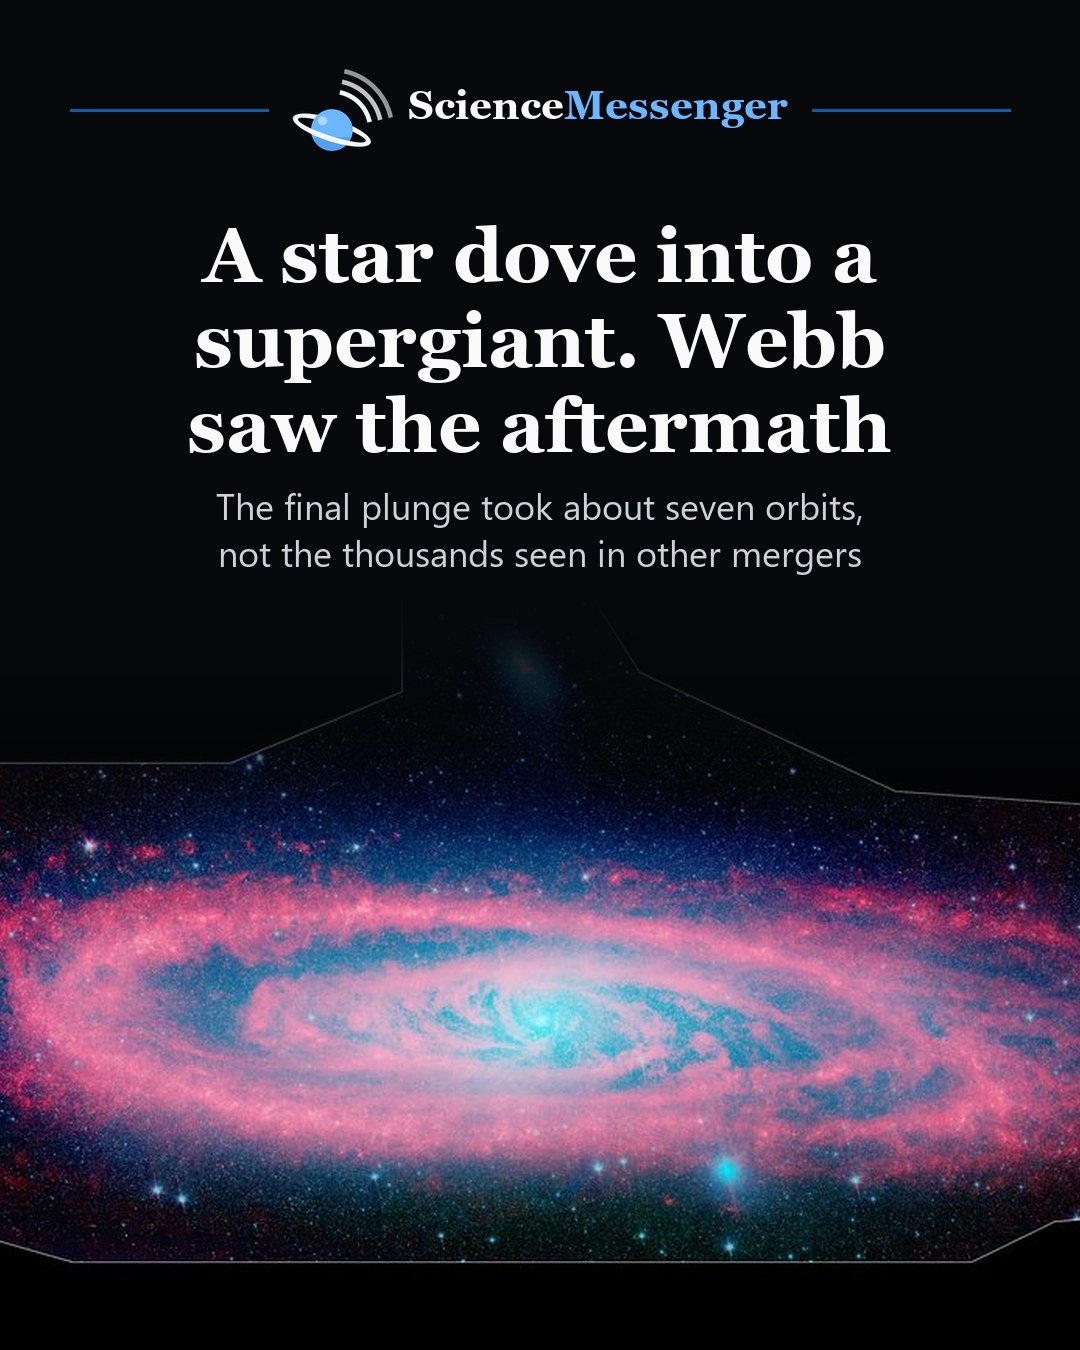 ScienceMessenger
A star dove into a
supergiant. Webb
saw the aftermath
The final plunge took about seven orbits,
not the thousands seen in other mergers